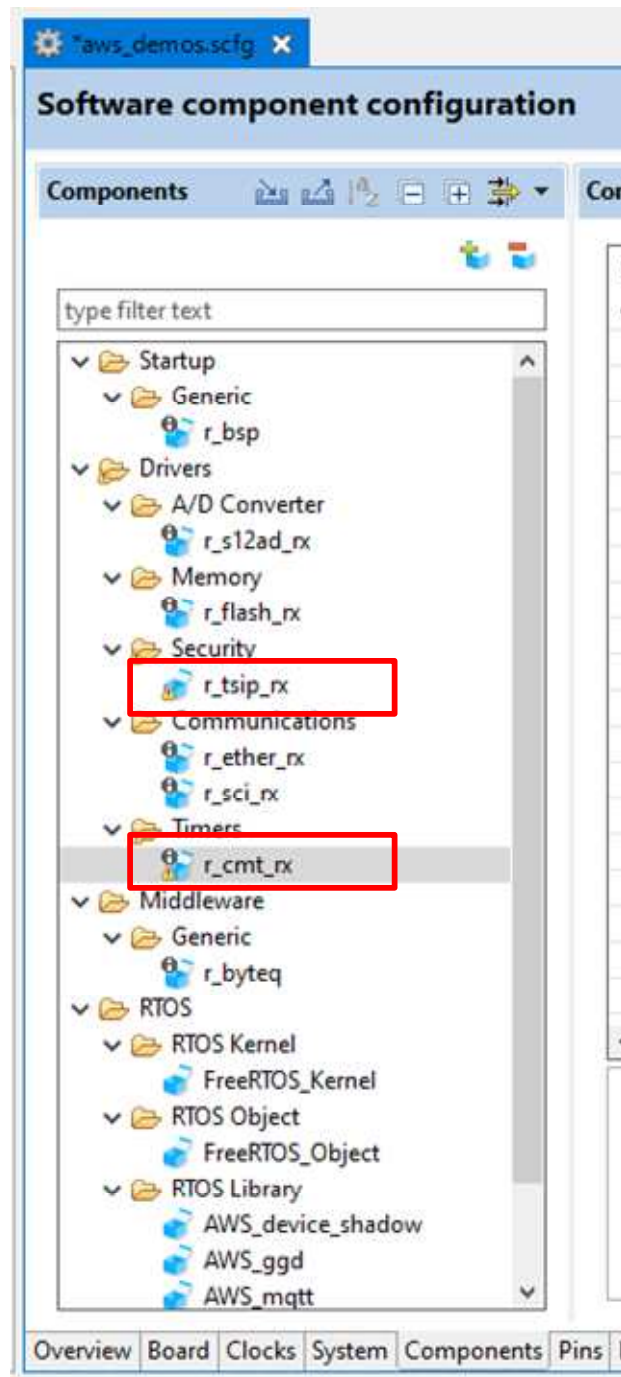 *aws_demos.scfg
Software component configuration
Components
type filter text
Startup
Generic
r_bsp
Drivers
A/D Converter
r_s12ad_rx
Memory
r_flash_rx
Security
r_tsip_rx
Communications
r_ether_rx
r_sci_rx
Timers
r_cmt_rx
Middleware
Generic
r_byteq
RTOS
RTOS Kernel
FreeRTOS_Kernel
RTOS Object
FreeRTOS_Object
RTOS Library
AWS_device_shadow
AWS_ggd
AWS_mqtt
Overview Board Clocks System Components Pins